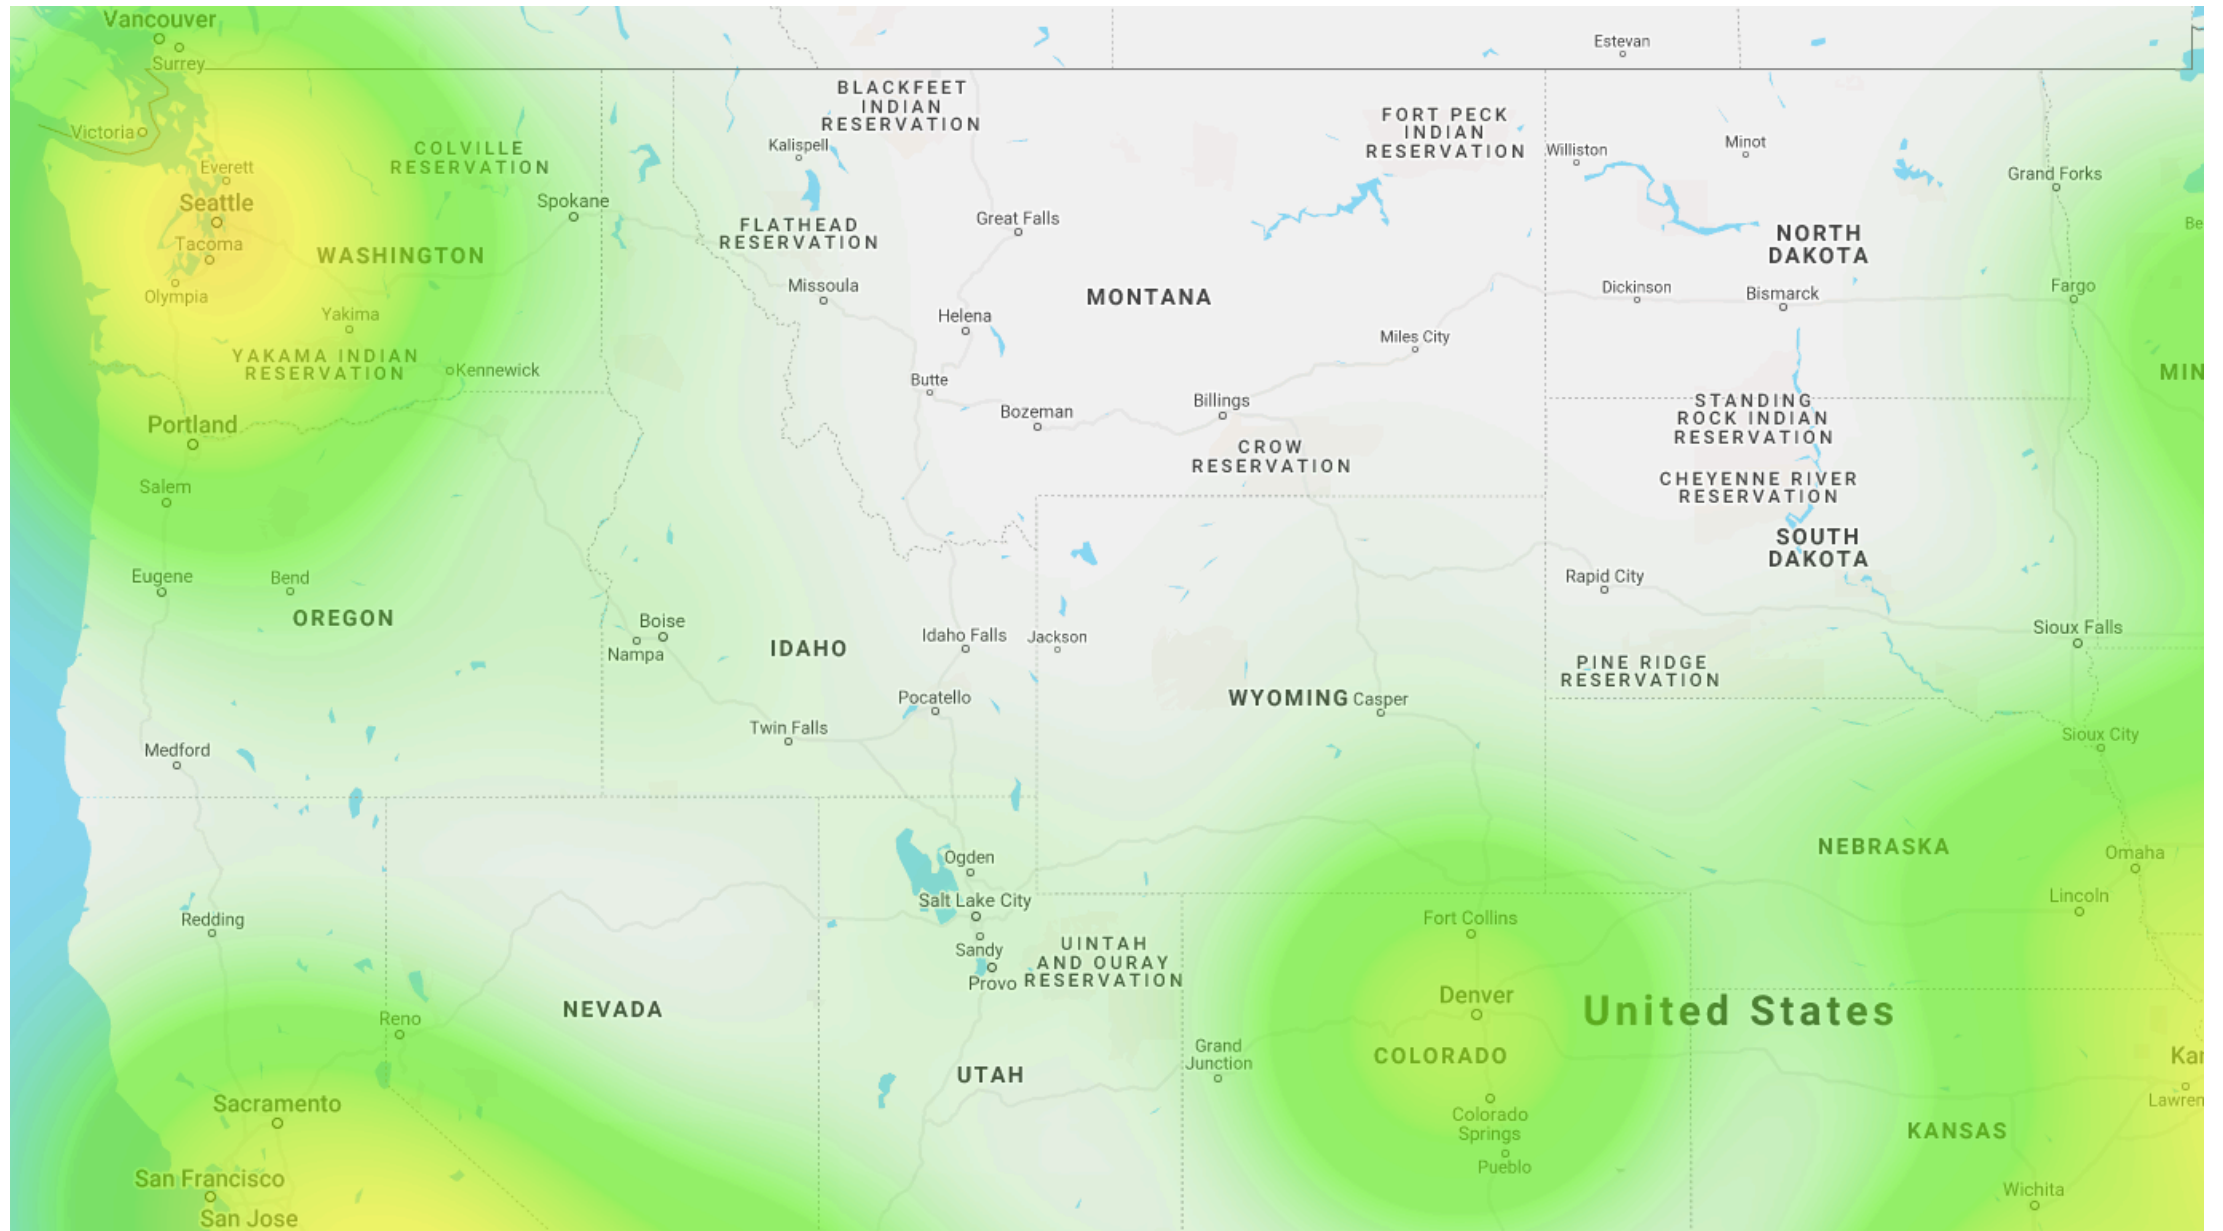 Vancouver
Surrey
Estevan
BLACKFEET
INDIAN
RESERVATION
FORT PECK
INDIAN
RESERVATION
Victoria
COLVILLE
RESERVATION
Kalispell
Williston
Minot
Everett
Grand Forks
Seattle
Spokane
FLATHEAD
RESERVATION
Great Falls
Be
NORTH
DAKOTA
Tacoma
WASHINGTON
Olympia
Missoula
MONTANA
Dickinson
Bismarck
Fargo
Yakima
Helena
Miles City
YAKAMA INDIAN
RESERVATION
Kennewick
Butte
MIN
Portland
Bozeman
Billings
STANDING
ROCK INDIAN
RESERVATION
CROW
RESERVATION
Salem
CHEYENNE RIVER
RESERVATION
SOUTH
DAKOTA
Eugene
Bend
OREGON
Rapid City
Boise
Nampa
IDAHO
Idaho Falls
Jackson
Sioux Falls
PINE RIDGE
RESERVATION
Pocatello
WYOMING
Casper
Twin Falls
Medford
Sioux City
Ogden
NEBRASKA
Omaha
Salt Lake City
Lincoln
Redding
Fort Collins
Sandy
Provo
UINTAH
AND OURAY
RESERVATION
NEVADA
Denver
United States
Reno
Grand
Junction
COLORADO
Kar
UTAH
Sacramento
Lawren
Colorado
Springs
KANSAS
Pueblo
San Francisco
Wichita
San Jose